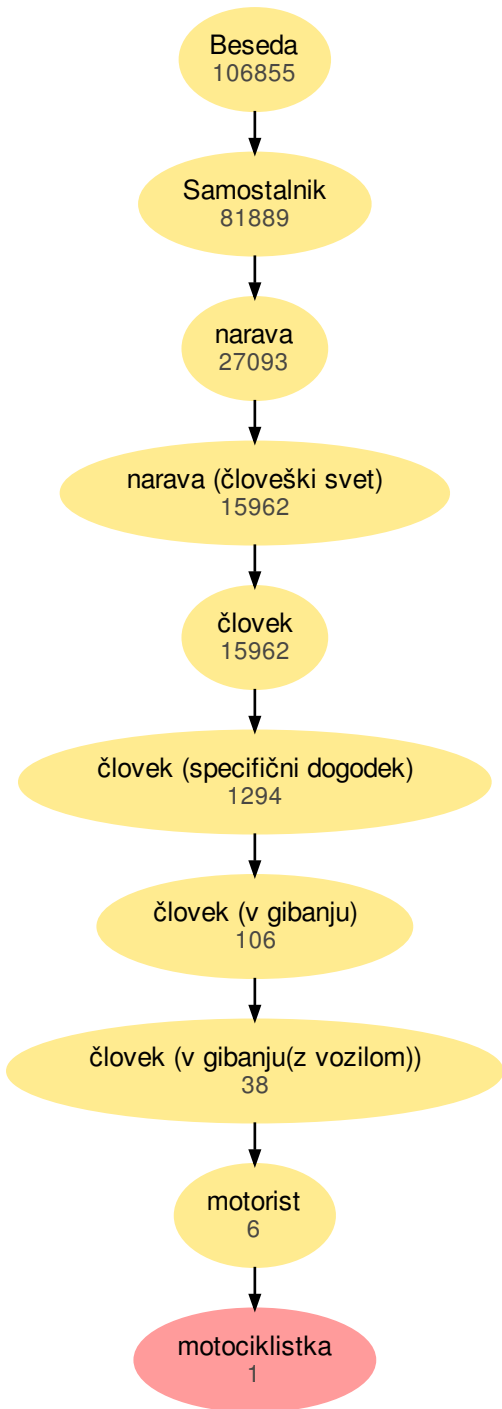 Beseda
106855
Samostalnik
81889
narava
27093
narava (človeški svet)
15962
človek
15962
človek (specifični dogodek)
1294
človek (v gibanju)
106
človek (v gibanju(z vozilom))
38
motorist
6
motociklistka
1